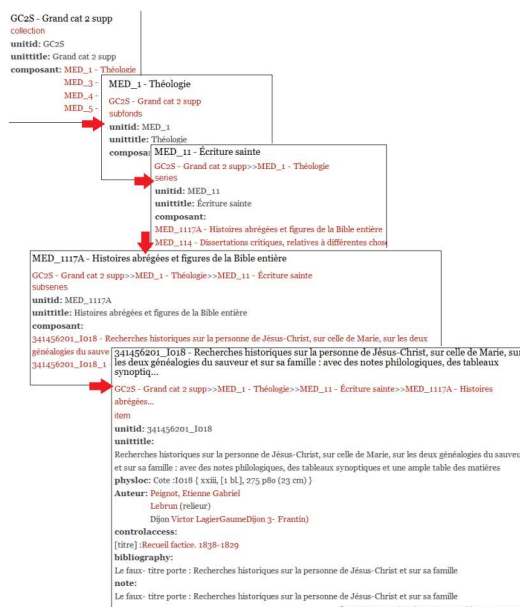 GC2S - Grand cat 2 supp
collection
unitid: GC2S
unittitle: Grand cat 2 supp
composant: MED_1 - Théologie
MED_3 -
MED_4 -
MED_5 -
MED_1 - Théologie
GC2S - Grand cat 2 supp
subfonds
unitid: MED_1
unittitle: Théologie
composa
MED_11 - Écriture sainte
GC2S - Grand cat 2 supp>>MED_1 - Théologie
series
unitid: MED_11
unittitle: Écriture sainte
composant:
MED_1117A - Histoires abrégées et figures de la Bible entière
MED_114 - Dissertations critiques, relatives à différentes chos
MED_1117A - Histoires abrégées et figures de la Bible entière
GC2S - Grand cat 2 supp>>MED_1 - Théologie>>MED_11 - Écriture sainte
subseries
unitid: MED_1117A
unittitle: Histoires abrégées et figures de la Bible entière
composant:
341456201_I018 - Recherches historiques sur la personne de Jésus-Christ, sur celle de Marie, sur les deux
généalogies du sauve
341456201_I018_1
341456201_I018 - Recherches historiques sur la personne de Jésus-Christ, sur celle de Marie, sur
les deux généalogies du sauveur et sur sa famille : avec des notes philologiques, des tableaux
synoptiq...
GC2S - Grand cat 2 supp>>MED_1 - Théologie>>MED_11 - Écriture sainte>>MED_1117A - Histoires
abrégées...
item
unitid: 341456201_I018
unittitle:
Recherches historiques sur la personne de Jésus-Christ, sur celle de Marie, sur les deux généalogies du sauveu
et sur sa famille : avec des notes philologiques, des tableaux synoptiques et une ample table des matières
physloc: Cote :I018 { xxiii, [1 bl.], 275 p80 (23 cm) }
Auteur: Peignot, Etienne Gabriel
Lebrun (relieur)
Dijon Victor LagierGaumeDijon 3- Frantin)
controlaccess:
[titre] :Recueil factice. 1838-1829
bibliography:
Le faux- titre porte : Recherches historiques sur la personne de Jésus-Christ et sur sa famille
note:
Le faux- titre porte : Recherches historiques sur la personne de Jésus-Christ et sur sa famille